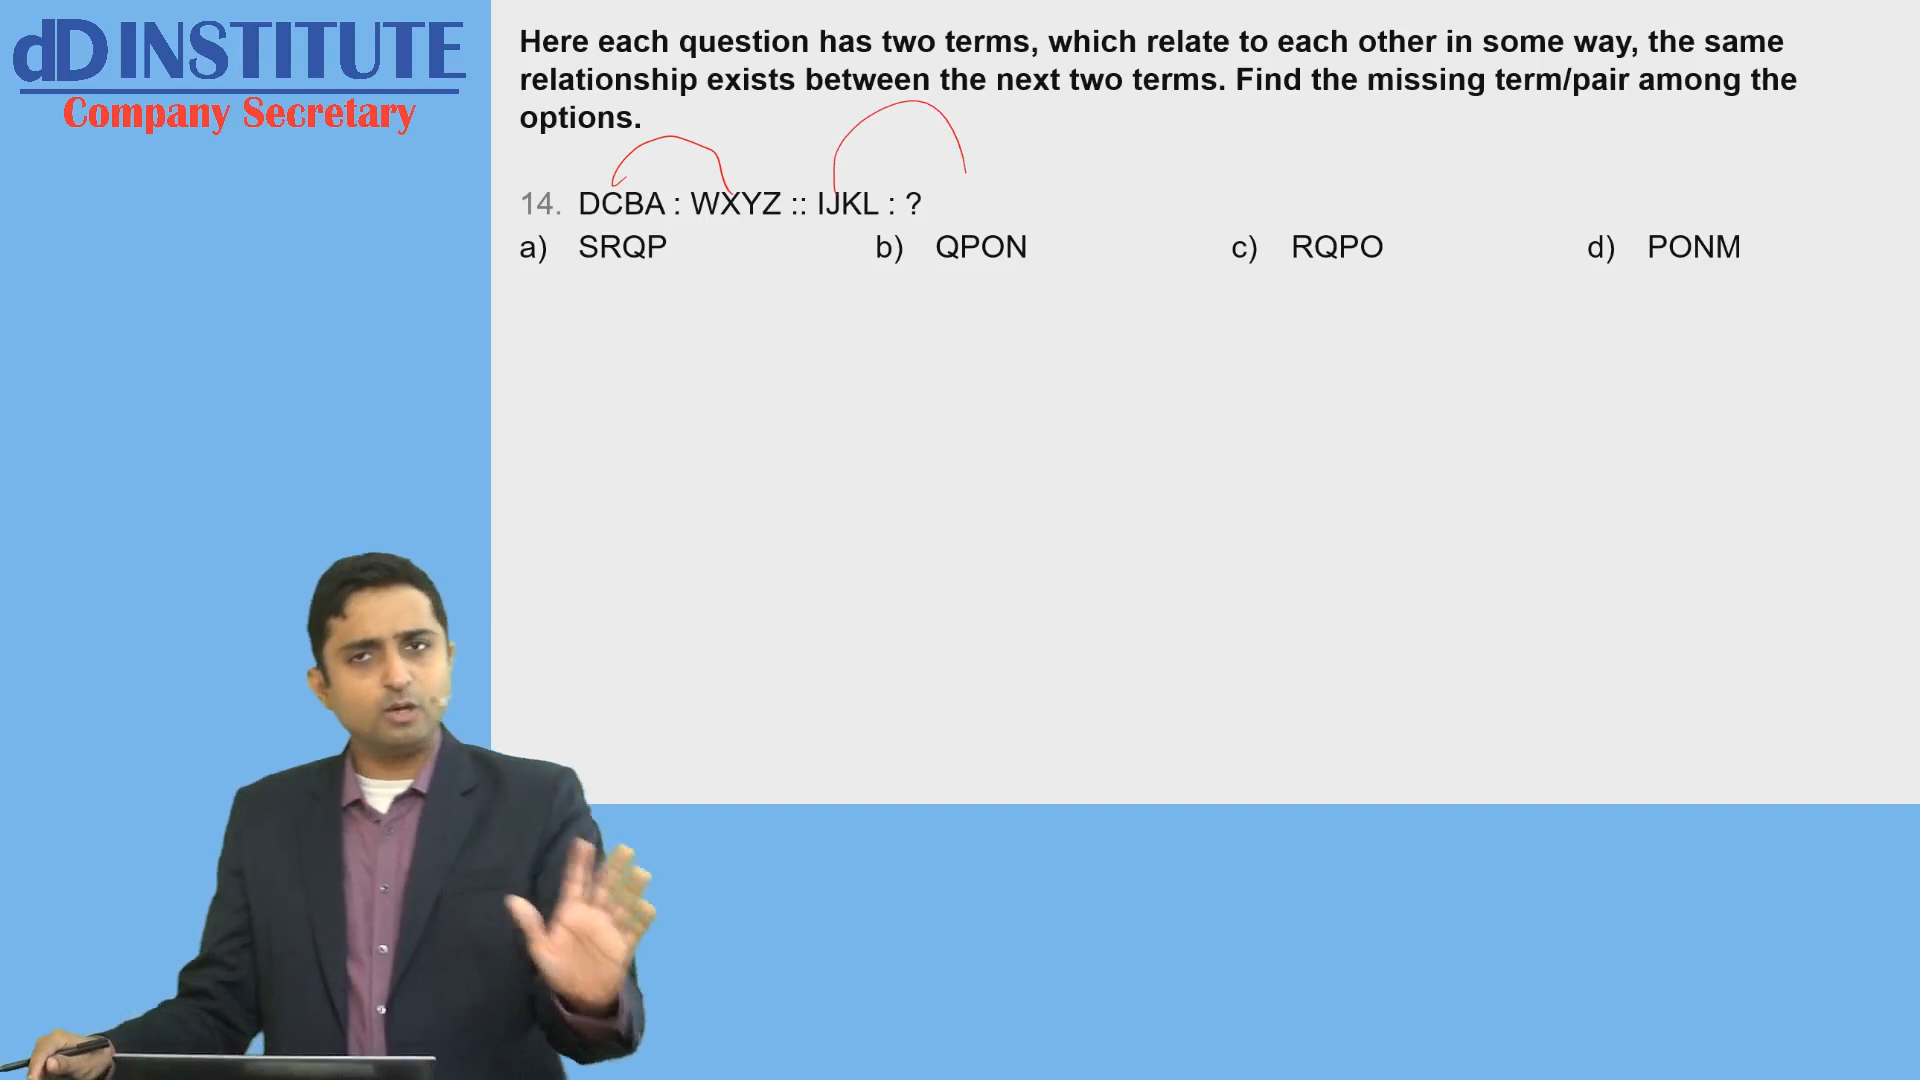 dD INSTITUTE
Company Secretary
Here each question has two terms, which relate to each other in some way, the same
relationship exists between the next two terms. Find the missing term/pair among the
options.
14. DCBA : WXYZ :: IJKL : ?
a) SRQP b) QPON c) RQPO d) PONM